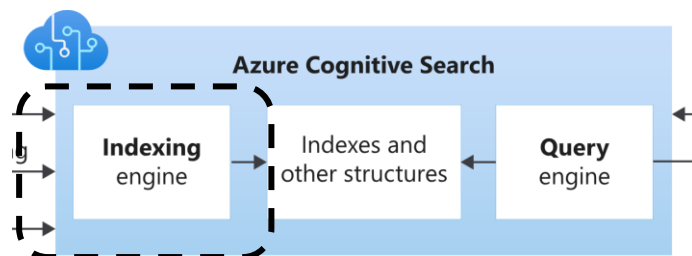 Azure Cognitive Search
Indexing
engine
Indexes and
other structures
Query
engine